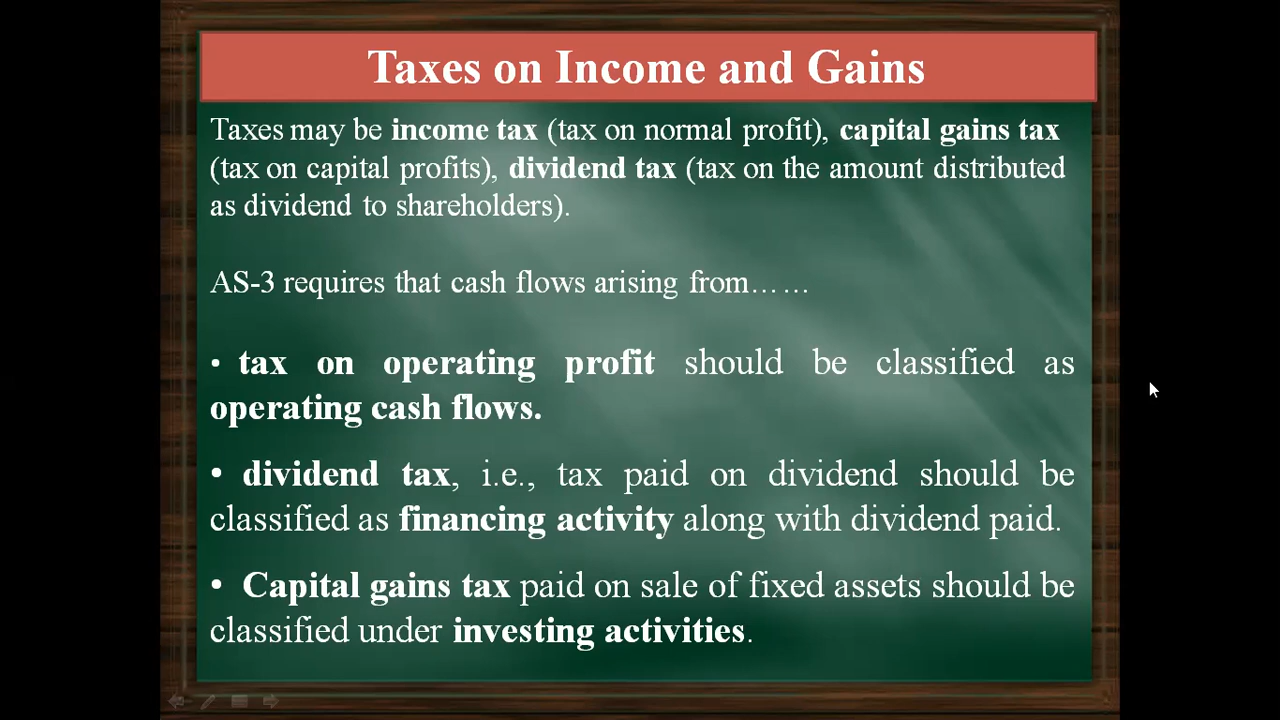 Taxes on Income and Gains
Taxes may be income tax (tax on normal profit), capital gains tax
(tax on capital profits), dividend tax (tax on the amount distributed
as dividend to shareholders).
AS-3 requires that cash flows arising from……
• tax on operating profit should be classified as
operating cash flows.
• dividend tax, i.e., tax paid on dividend should be
classified as financing activity along with dividend paid.
• Capital gains tax paid on sale of fixed assets should be
classified under investing activities.